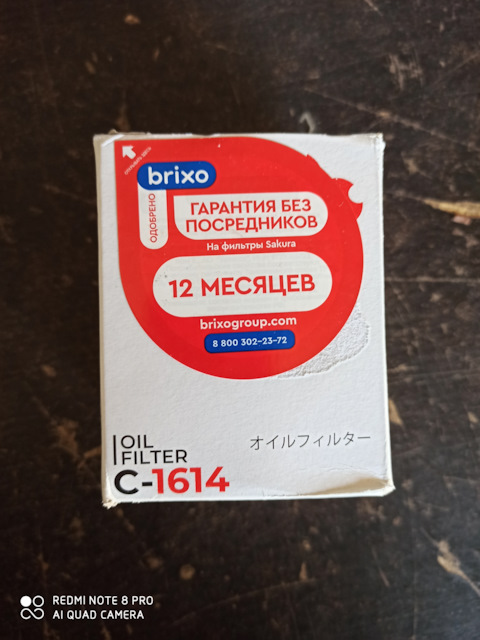 brixo
ОДОБРЕНО
ГАРАНТИЯ БЕЗ
ПОСРЕДНИКОВ
На фильтры Sakura
12 МЕСЯЦЕВ
brixogroup.com
8 800 302-23-72
OIL
FILTER
C-1614
オイルフィルター
REDMI NOTE 8 PRO
AI QUAD CAMERA